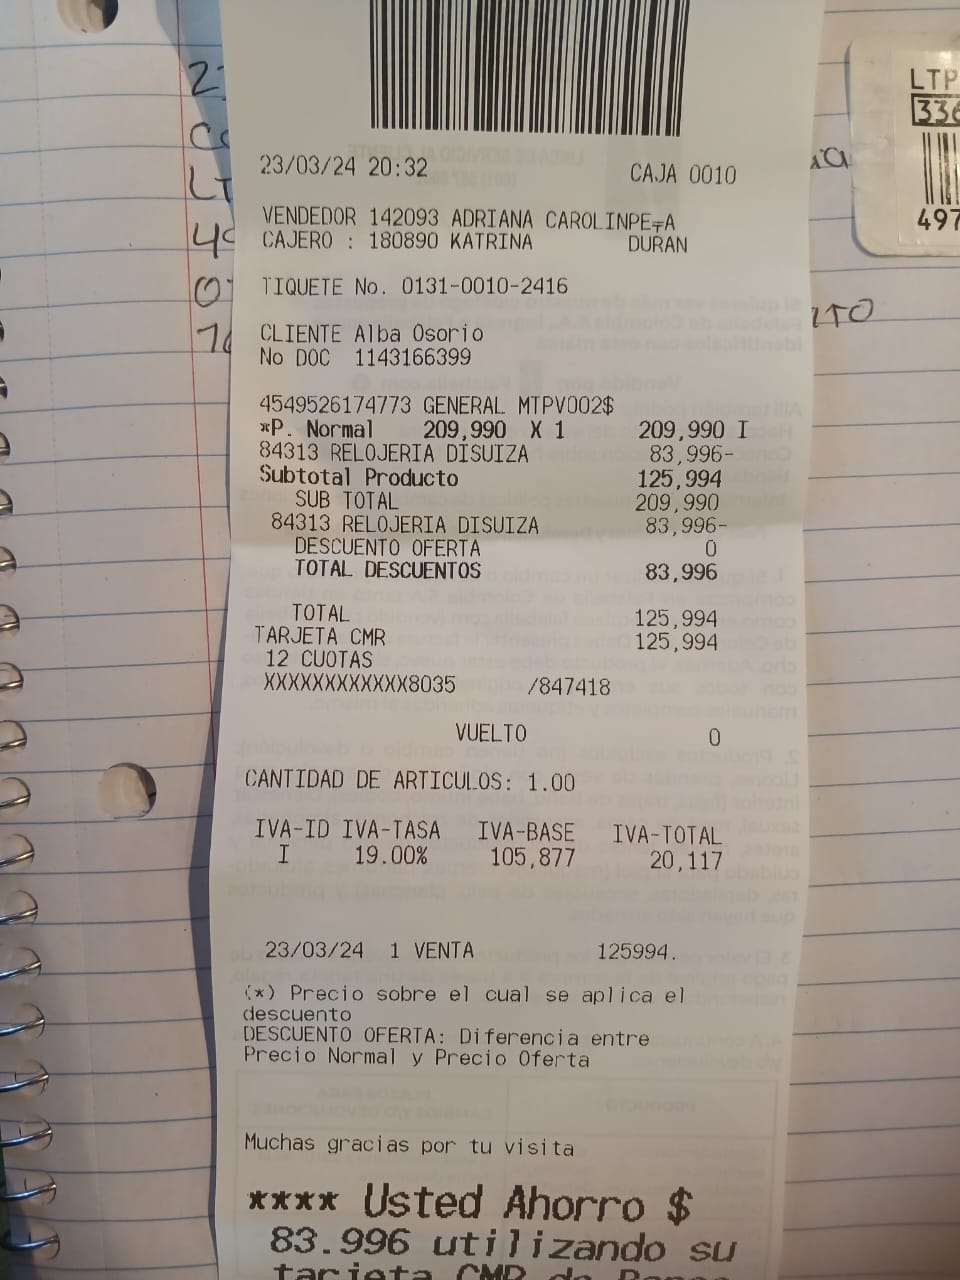 23/03/24 20:32 CAJA 0010
VENDEDOR 142093 ADRIANA CAROLINPE╤A
CAJERO : 180890 KATRINA DURAN
TIQUETE No. 0131-0010-2416
CLIENTE Alba Osorio
No DOC 1143166399
4549526174773 GENERAL MTPV002$
*P. Normal 209,990 X 1 209,990 I
84313 RELOJERIA DISUIZA 83,996-
Subtotal Producto 125,994
SUB TOTAL 209,990
84313 RELOJERIA DISUIZA 83,996-
DESCUENTO OFERTA 0
TOTAL DESCUENTOS 83,996
TOTAL 125,994
TARJETA CMR 125,994
12 CUOTAS
XXXXXXXXXXXX8035 /847418
VUELTO 0
CANTIDAD DE ARTICULOS: 1.00
IVA-ID IVA-TASA IVA-BASE IVA-TOTAL
I 19.00% 105,877 20,117
23/03/24 1 VENTA 125994.
(*) Precio sobre el cual se aplica el
descuento
DESCUENTO OFERTA: Diferencia entre
Precio Normal y Precio Oferta
Muchas gracias por tu visita
**** Usted Ahorro $
83.996 utilizando su
tarjeta CMR de
LTP
336
497